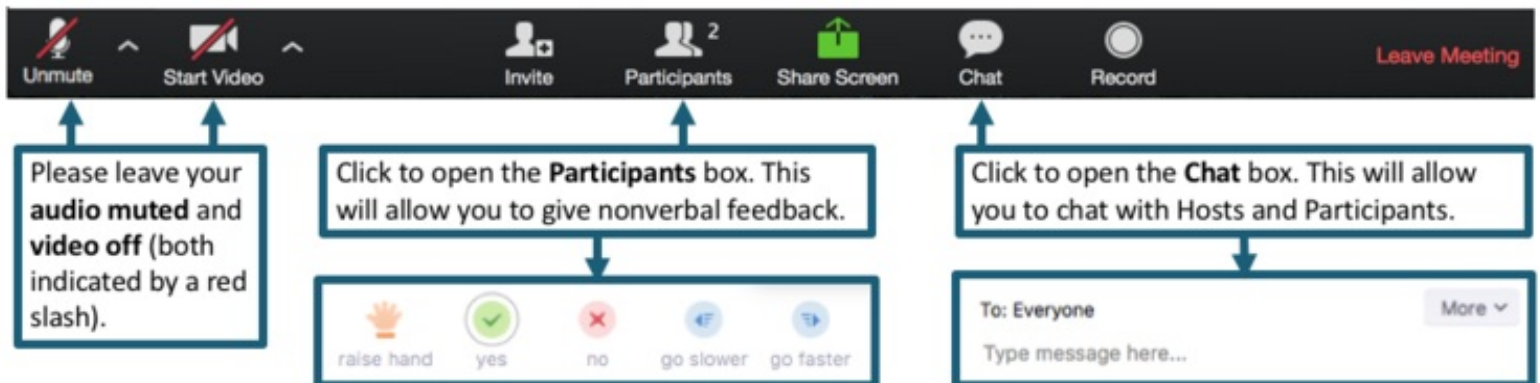 Unmute
Start Video
Invite
Participants
2
Share Screen
Chat
Record
Leave Meeting
Please leave your
audio muted and
video off (both
indicated by a red
slash).
Click to open the Participants box. This
will allow you to give nonverbal feedback.
raise hand
yes
no
go slower
go faster
Click to open the Chat box. This will allow
you to chat with Hosts and Participants.
To: Everyone
More
Type message here...